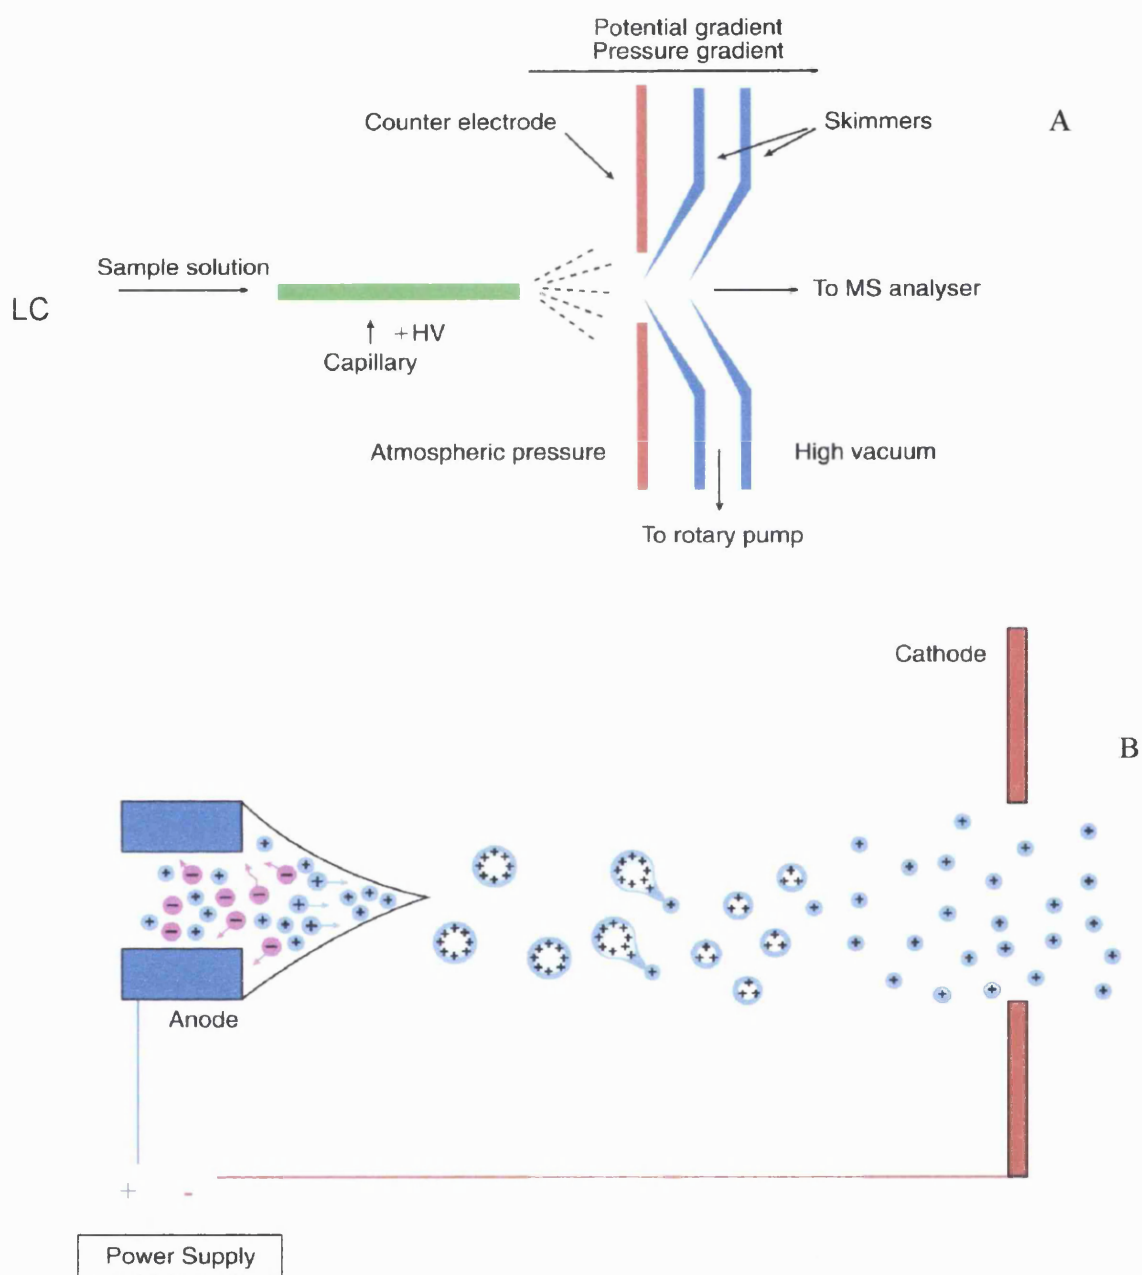 Potential gradient
Pressure gradient
Counter electrode
Skimmers
A
Sample solution
LC
+HV
Capillary
To MS analyser
Atmospheric pressure
High vacuum
To rotary pump
Cathode
B
Anode
+ -
Power Supply